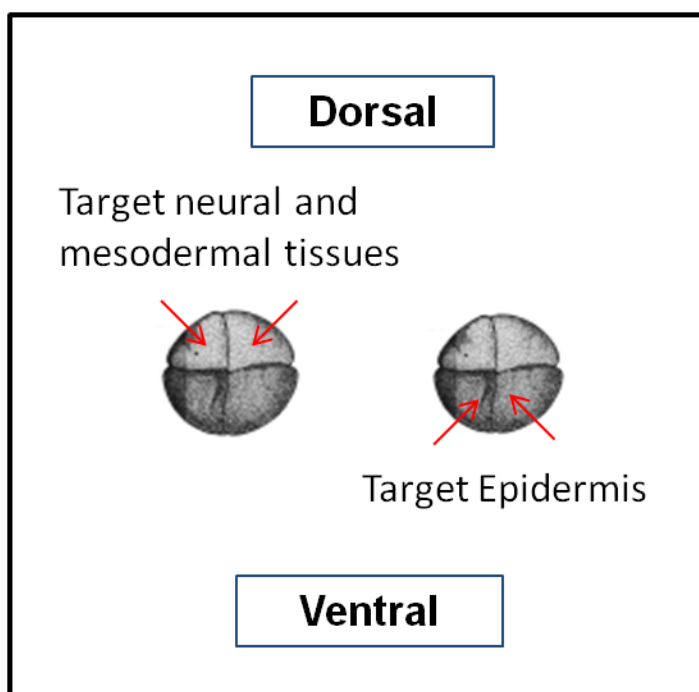 Dorsal
Target neural and
mesodermal tissues
Target Epidermis
Ventral